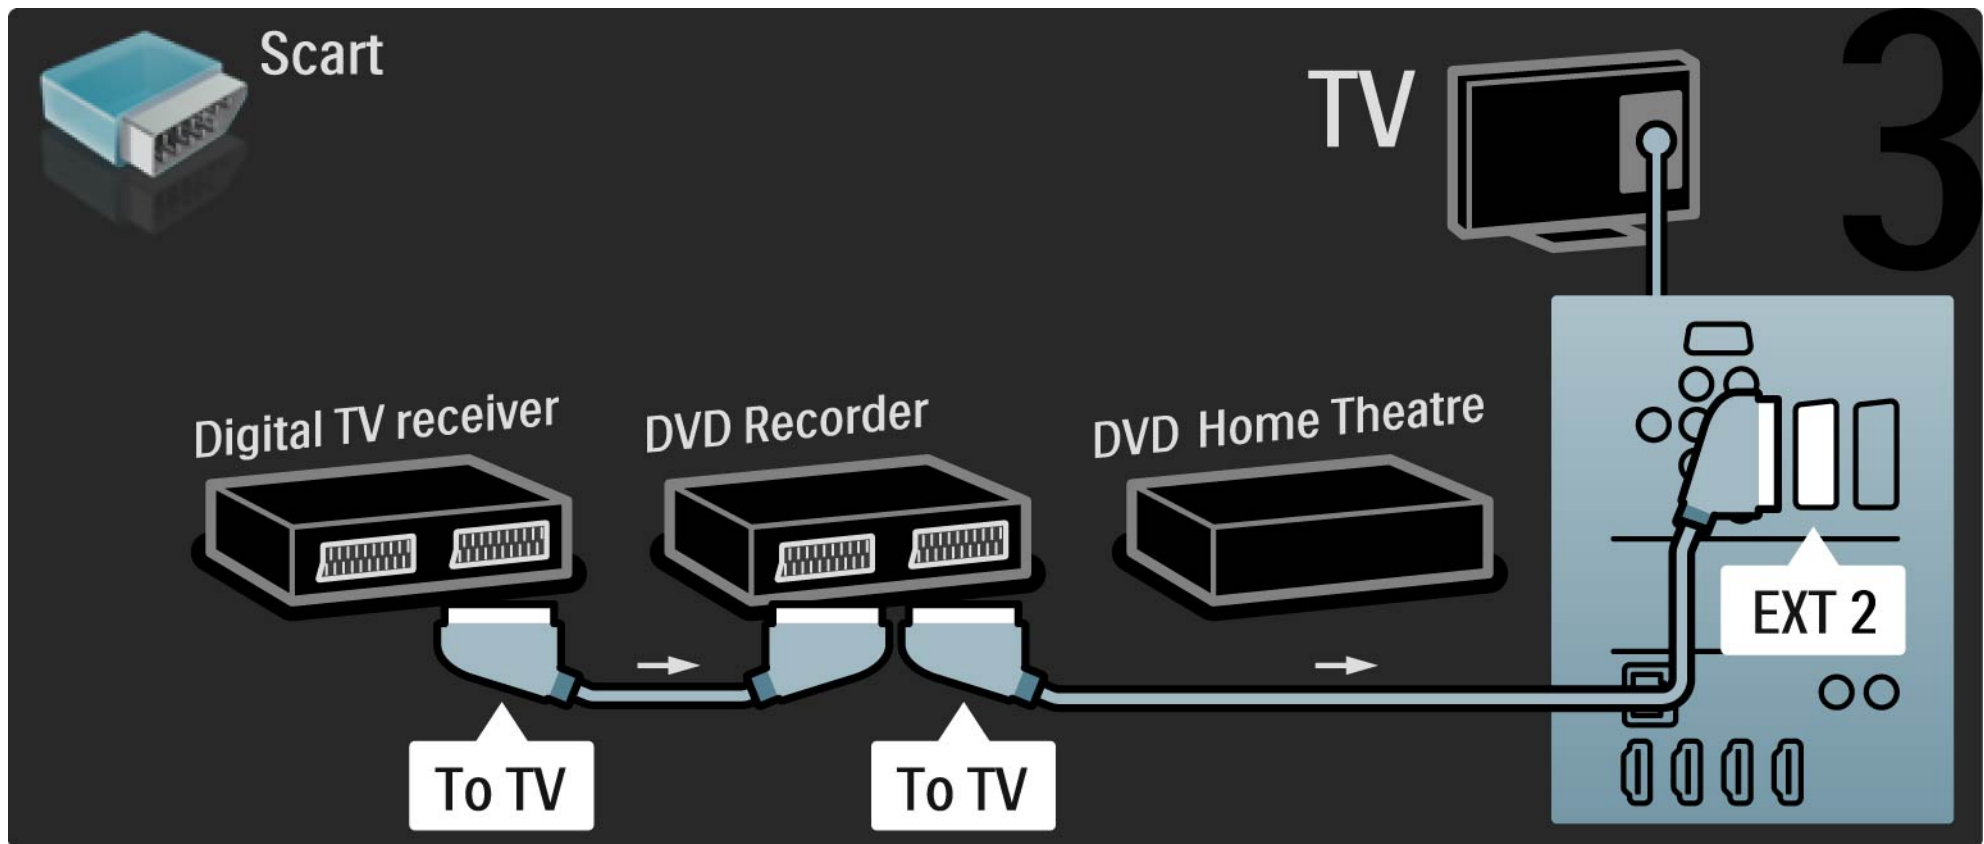 Scart
TV
3
Digital TV receiver
DVD Recorder
DVD Home Theatre
EXT 2
To TV
To TV